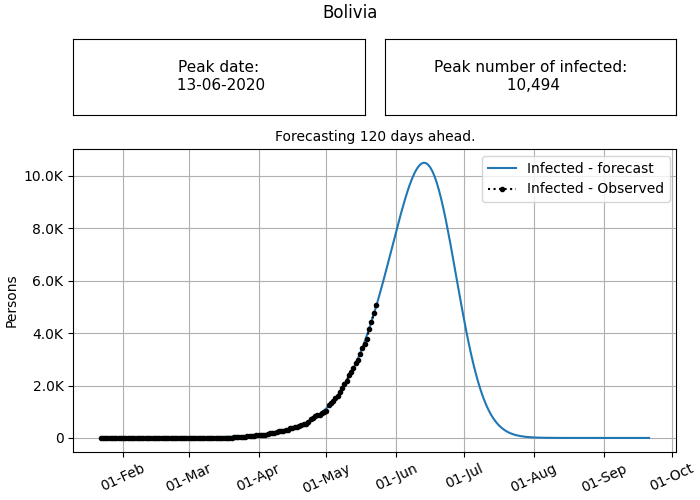 Bolivia
Peak date:
13-06-2020
Peak number of infected:
10,494
Forecasting 120 days ahead.
Infected - forecast
Infected - Observed
10.0K
8.0K
6.0K
4.0K
2.0K
0
Persons
01-Feb
01-Mar
01-Apr
01-May
01-Jun
01-Jul
01-Aug
01-Sep
01-Oct